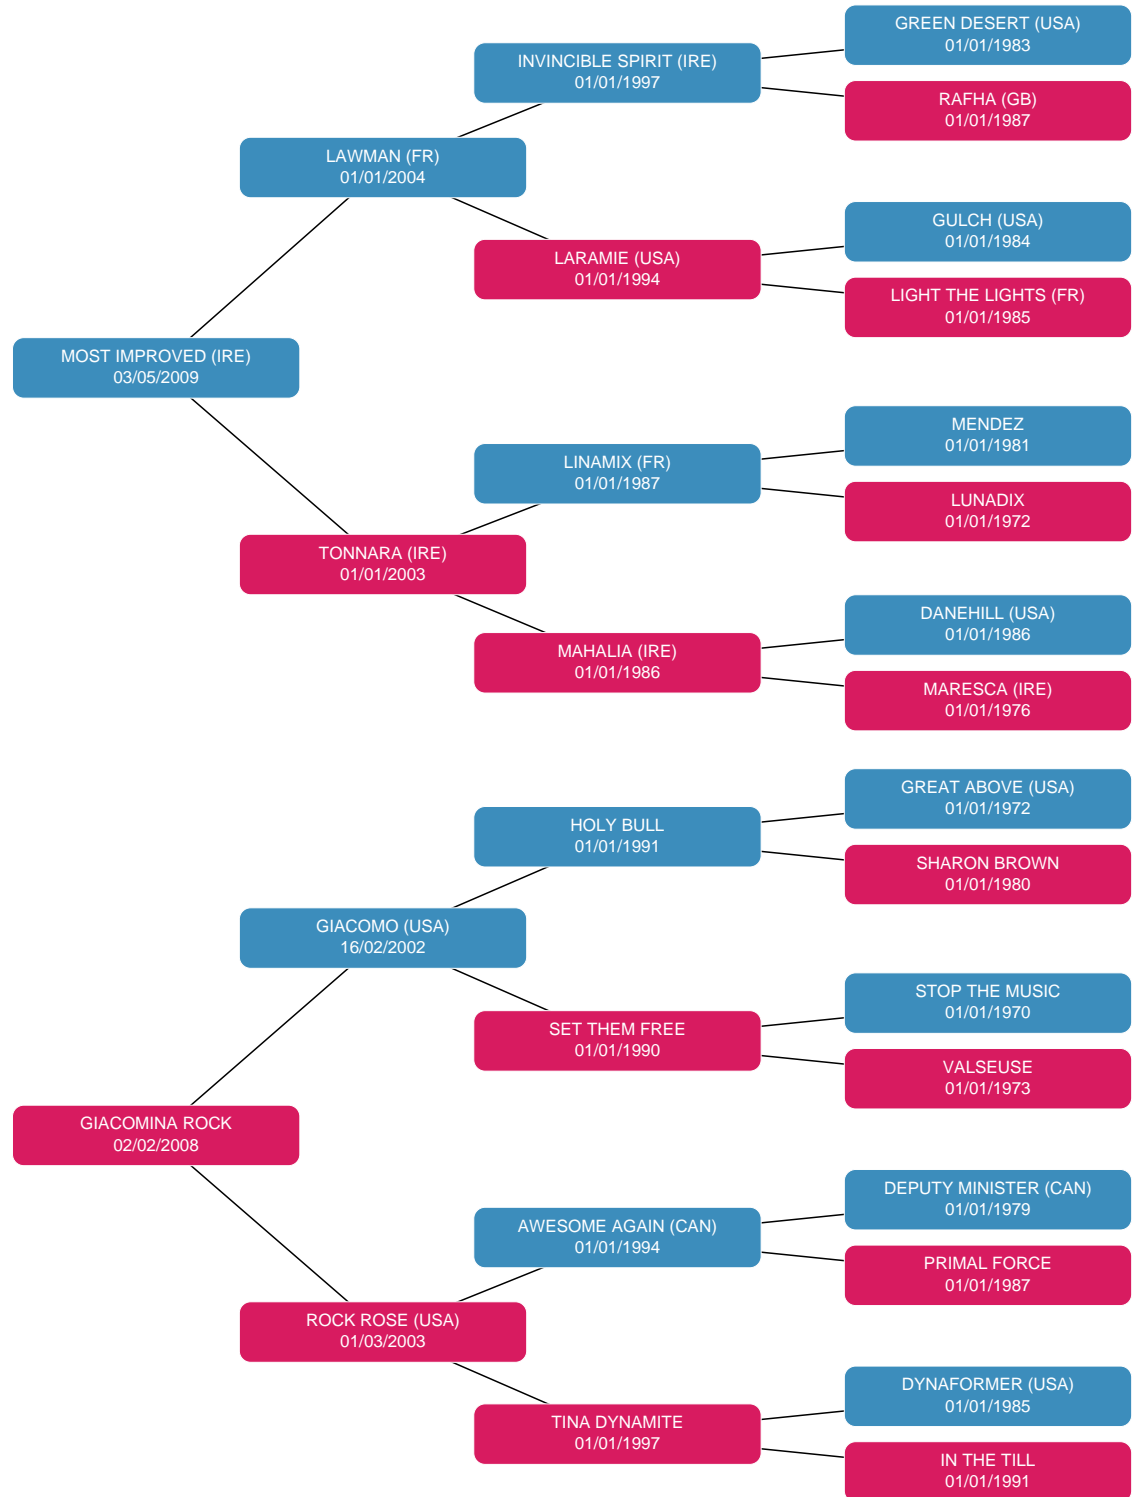 GREEN DESERT (USA)
01/01/1983
INVINCIBLE SPIRIT (IRE)
01/01/1997
RAFHA (GB)
01/01/1987
LAWMAN (FR)
01/01/2004
GULCH (USA)
01/01/1984
LARAMIE (USA)
01/01/1994
LIGHT THE LIGHTS (FR)
01/01/1985
MOST IMPROVED (IRE)
03/05/2009
MENDEZ
01/01/1981
LINAMIX (FR)
01/01/1987
LUNADIX
01/01/1972
TONNARA (IRE)
01/01/2003
DANEHILL (USA)
01/01/1986
MAHALIA (IRE)
01/01/1986
MARESCA (IRE)
01/01/1976
GREAT ABOVE (USA)
01/01/1972
HOLY BULL
01/01/1991
SHARON BROWN
01/01/1980
GIACOMO (USA)
16/02/2002
STOP THE MUSIC
01/01/1970
SET THEM FREE
01/01/1990
VALSEUSE
01/01/1973
GIACOMINA ROCK
02/02/2008
DEPUTY MINISTER (CAN)
01/01/1979
AWESOME AGAIN (CAN)
01/01/1994
PRIMAL FORCE
01/01/1987
ROCK ROSE (USA)
01/03/2003
DYNAFORMER (USA)
01/01/1985
TINA DYNAMITE
01/01/1997
IN THE TILL
01/01/1991